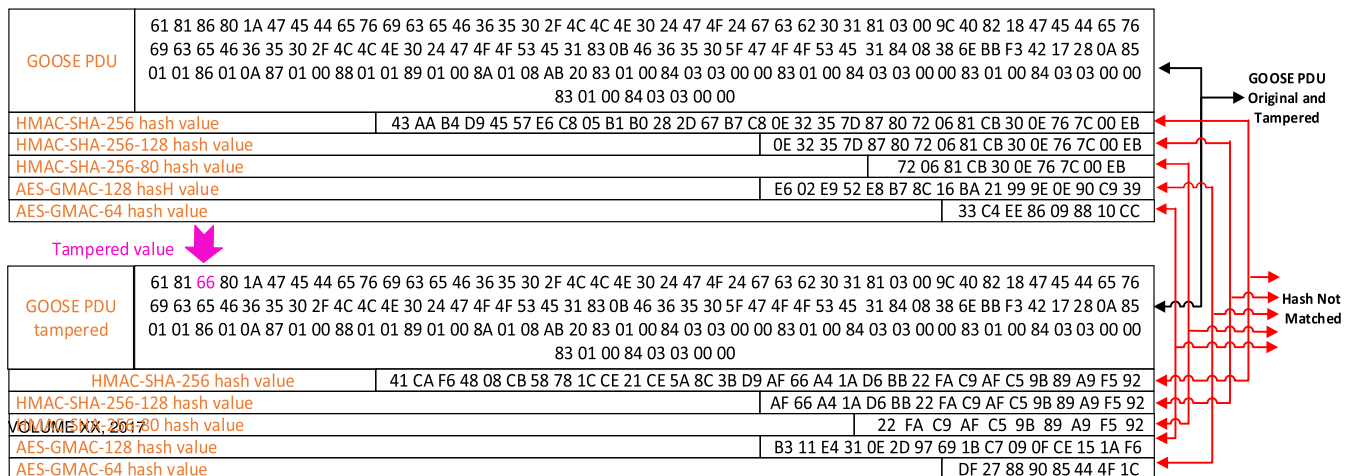 GOOSE PDU
61 81 86 80 1A 47 45 44 65 76 69 63 65 46 36 35 30 2F 4C 4C 4E 30 24 47 4F 24 67 63 62 30 31 81 03 00 9C 40 82 18 47 45 44 65 76
69 63 65 46 36 35 30 2F 4C 4C 4E 30 24 47 4F 4F 53 45 31 83 0B 46 36 35 30 5F 47 4F 4F 53 45 31 84 08 38 6E BB F3 42 17 28 0A 85
01 01 86 01 0A 87 01 00 88 01 01 89 01 00 8A 01 08 AB 20 83 01 00 84 03 03 00 00 83 01 00 84 03 03 00 00 83 01 00 84 03 03 00 00
83 01 00 84 03 03 00 00
HMAC-SHA-256 hash value 43 AA B4 D9 45 57 E6 C8 05 B1 B0 28 2D 67 B7 C8 0E 32 35 7D 87 80 72 06 81 CB 30 0E 76 7C 00 EB
HMAC-SHA-256-128 hash value 0E 32 35 7D 87 80 72 06 81 CB 30 0E 76 7C 00 EB
HMAC-SHA-256-80 hash value 72 06 81 CB 30 0E 76 7C 00 EB
AES-GMAC-128 hasH value E6 02 E9 52 E8 B7 8C 16 BA 21 99 9E 0E 90 C9 39
AES-GMAC-64 hash value 33 C4 EE 86 09 88 10 CC
GOOSE PDU
Original and
Tampered
Tampered value
GOOSE PDU
tampered
61 81 66 80 1A 47 45 44 65 76 69 63 65 46 36 35 30 2F 4C 4C 4E 30 24 47 4F 24 67 63 62 30 31 81 03 00 9C 40 82 18 47 45 44 65 76
69 63 65 46 36 35 30 2F 4C 4C 4E 30 24 47 4F 4F 53 45 31 83 0B 46 36 35 30 5F 47 4F 4F 53 45 31 84 08 38 6E BB F3 42 17 28 0A 85
01 01 86 01 0A 87 01 00 88 01 01 89 01 00 8A 01 08 AB 20 83 01 00 84 03 03 00 00 83 01 00 84 03 03 00 00 83 01 00 84 03 03 00 00
83 01 00 84 03 03 00 00
Hash Not
Matched
HMAC-SHA-256 hash value 41 CA F6 48 08 CB 58 78 1C CE 21 CE 5A 8C 3B D9 AF 66 A4 1A D6 BB 22 FA C9 AF C5 9B 89 A9 F5 92
HMAC-SHA-256-128 hash value AF 66 A4 1A D6 BB 22 FA C9 AF C5 9B 89 A9 F5 92
HMAC-SHA-256-80 hash value 22 FA C9 AF C5 9B 89 A9 F5 92
VOLUME XX, 2017
AES-GMAC-128 hash value B3 11 E4 31 0E 2D 97 69 1B C7 09 0F CE 15 1A F6
AES-GMAC-64 hash value DF 27 88 90 85 44 4F 1C